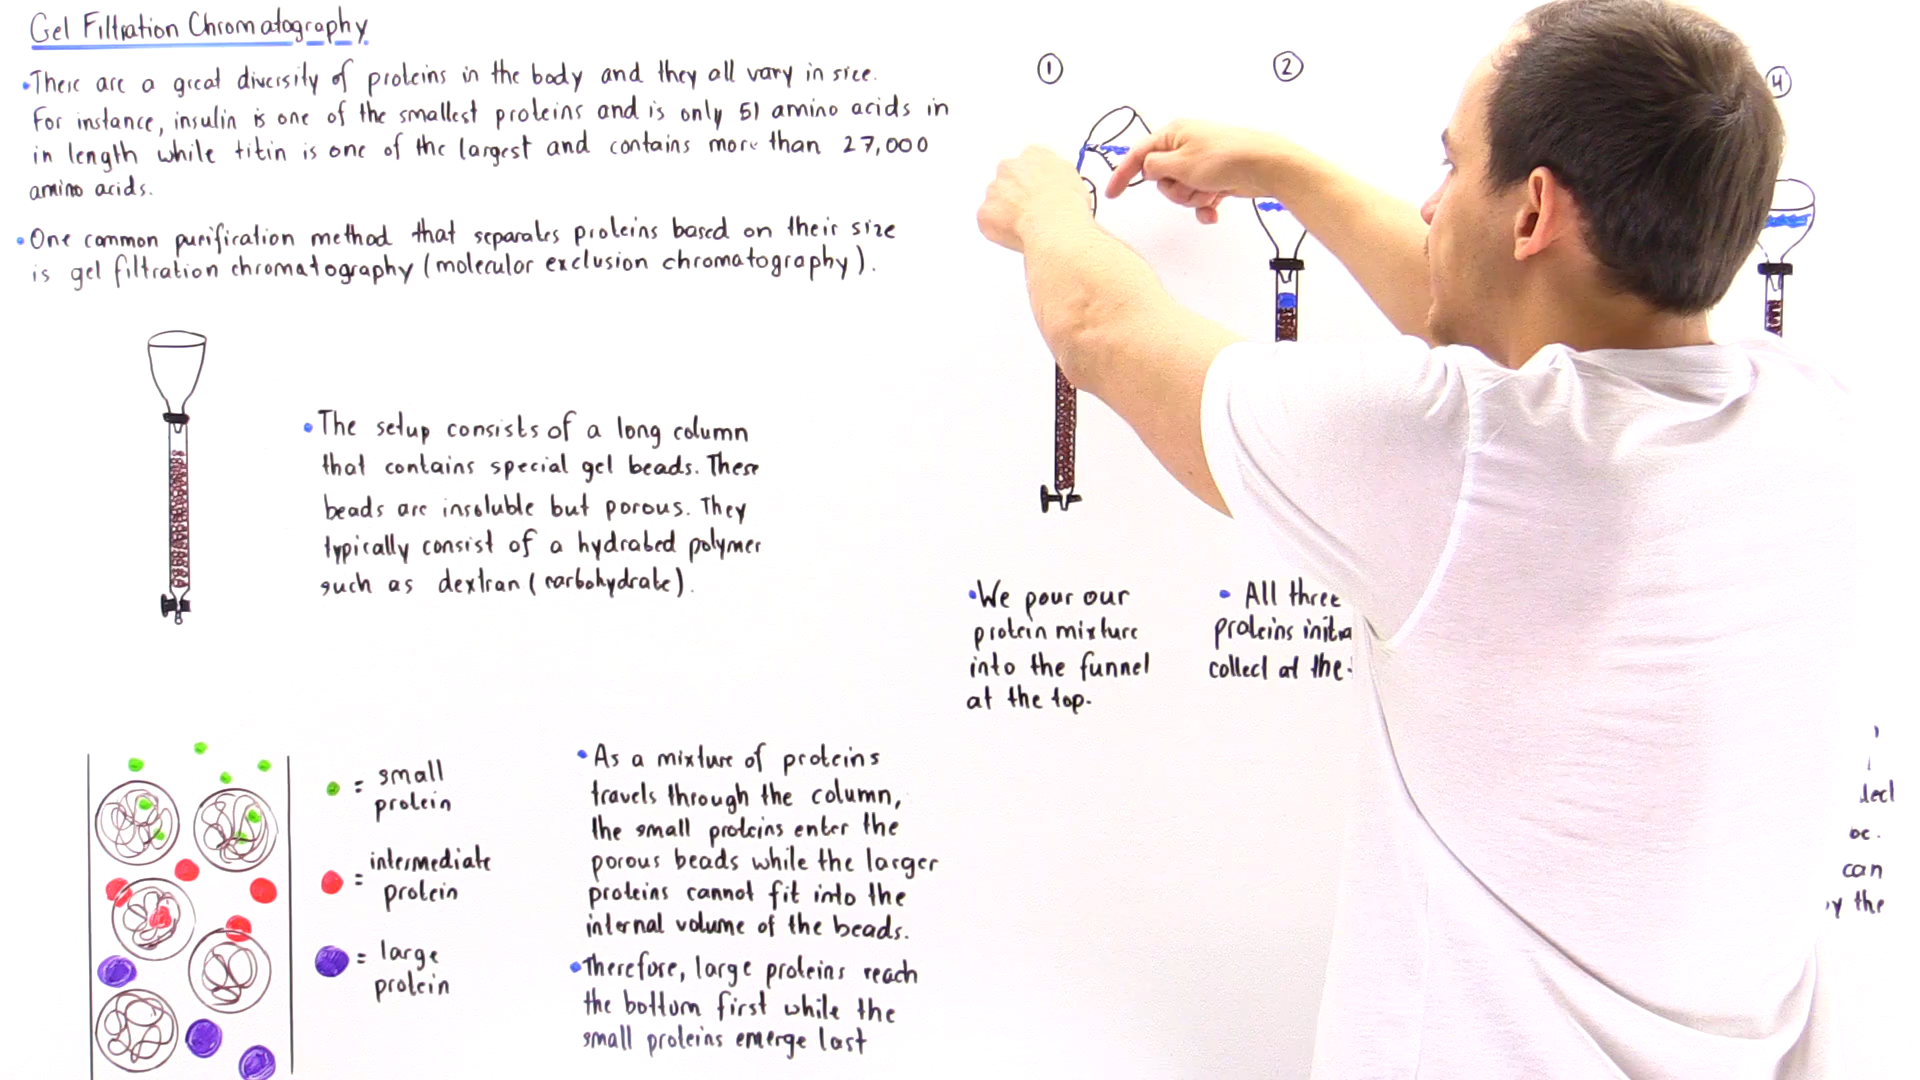 Gel Filtration Chromatography
•There are a great diversity of proteins in the body and they all vary in size.
For instance, insulin is one of the smallest proteins and is only 51 amino acids in
in length while titin is one of the largest and contains more than 27,000
amino acids.
•One common purification method that separates proteins based on their size
is gel filtration chromatography (molecular exclusion chromatography).
•The setup consists of a long column
that contains special gel beads. These
beads are insoluble but porous. They
typically consist of a hydrated polymer
such as dextran (carbohydrate).
= small
protein
= intermediate
protein
= large
protein
•As a mixture of proteins
travels through the column,
the small proteins enter the
porous beads while the larger
proteins cannot fit into the
internal volume of the beads.
•Therefore, large proteins reach
the bottom first while the
small proteins emerge last
1
2
4
•We pour our
protein mixture
into the funnel
at the top.
• All three
proteins
collect at the
can
the